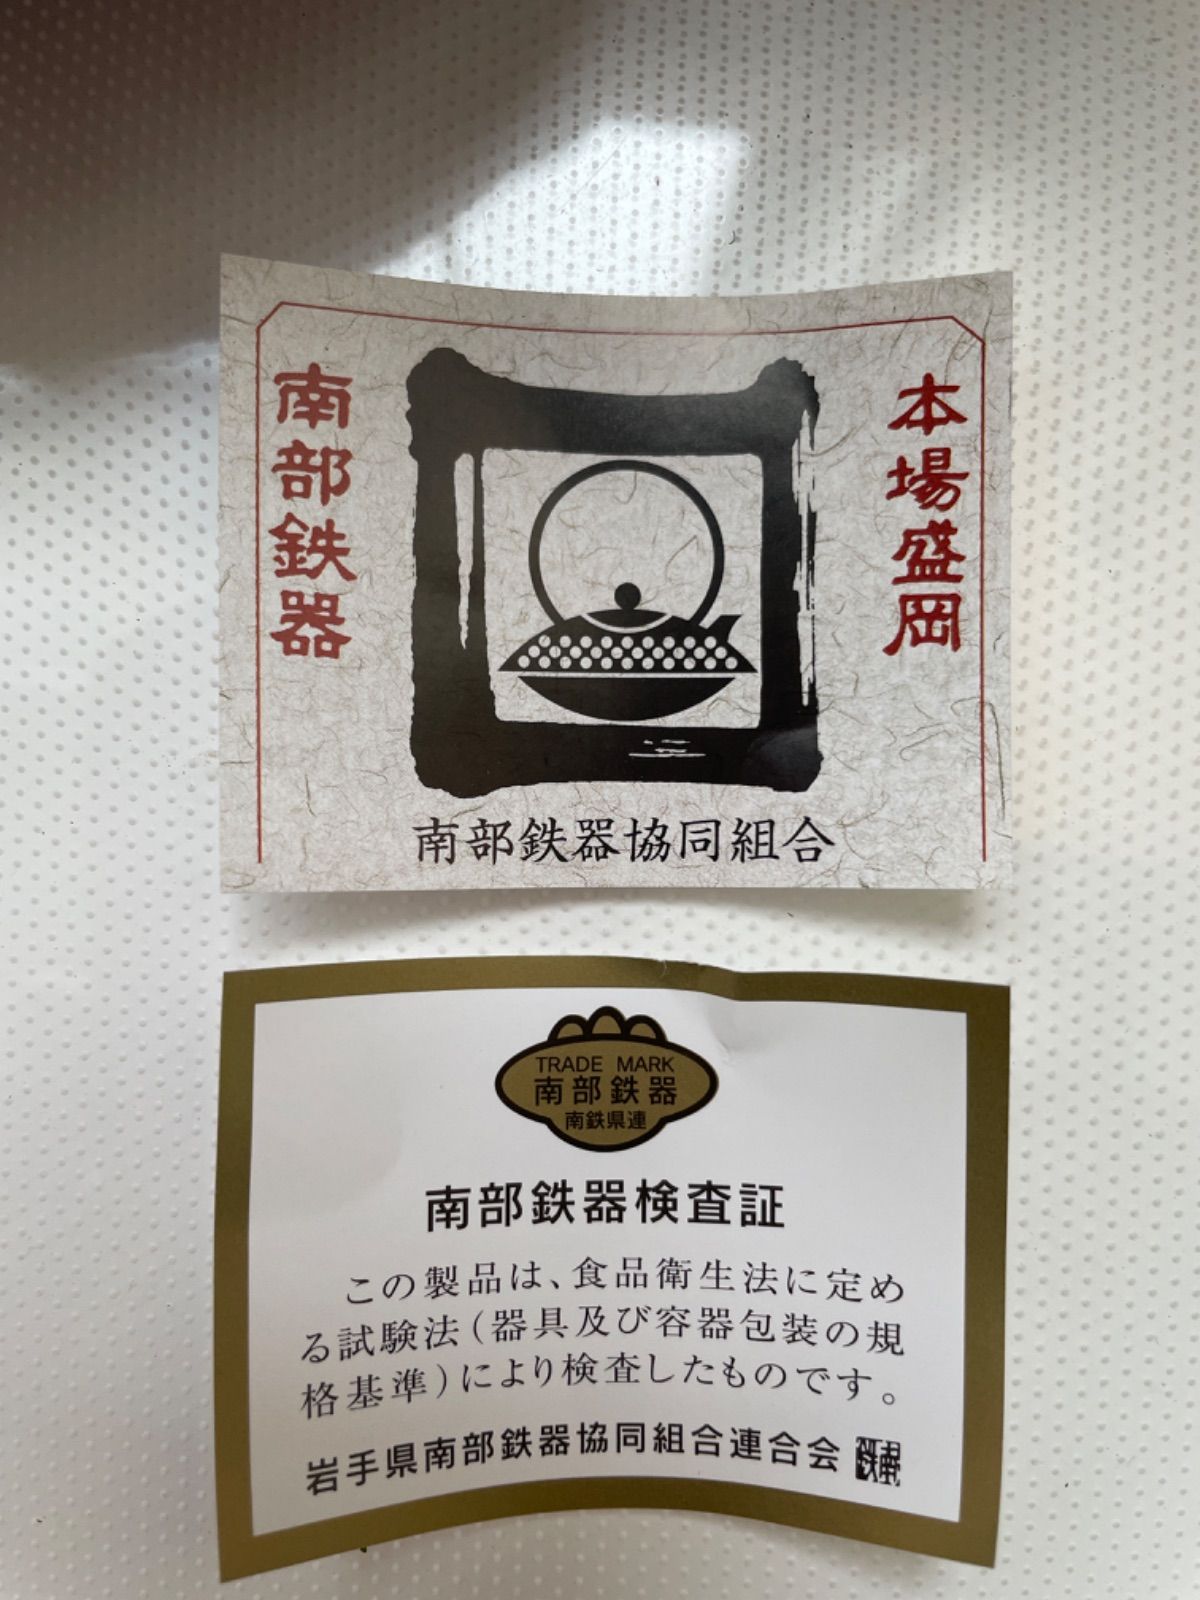 本場盛岡
南部鉄器
南部鉄器協同組合
TRADE MARK
南部鉄器
南鉄県連
南部鉄器検査証
この製品は、食品衛生法に定め
る試験法(器具及び容器包装の規
格基準)により検査したものです。
岩手県南部鉄器協同組合連合会